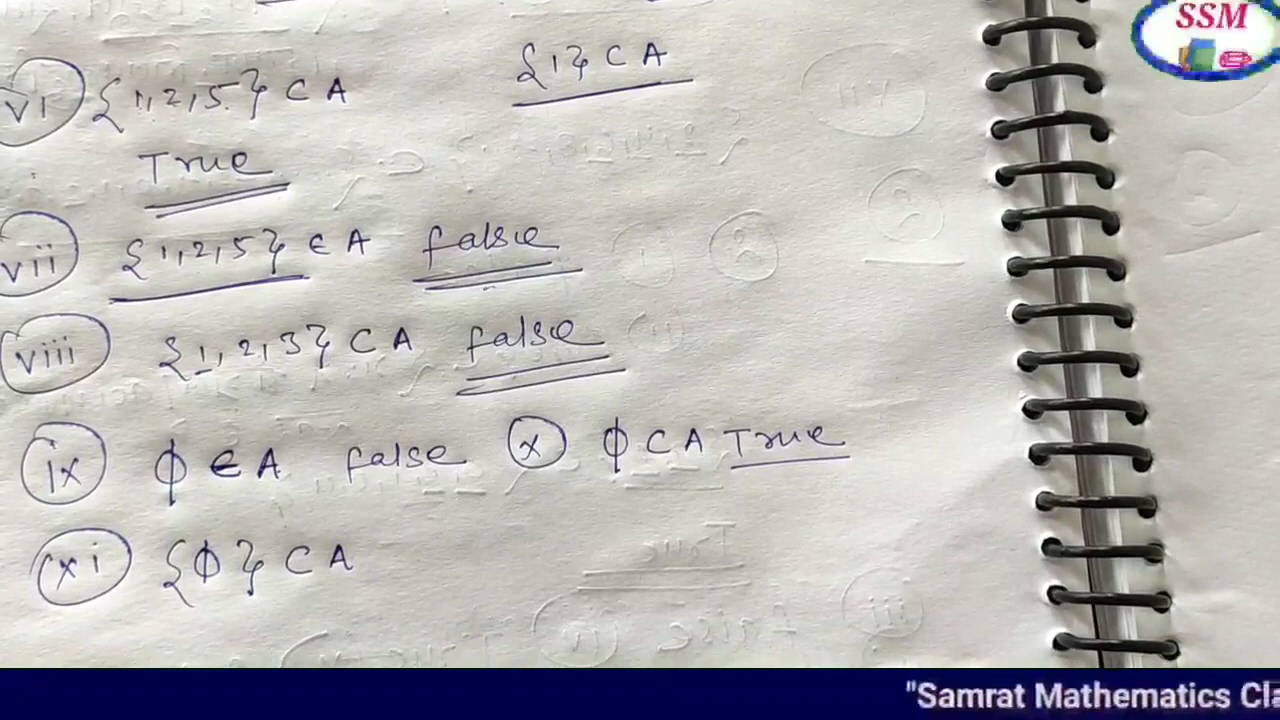 SSM
{1} ⊂ A
vi {1,2,5} ⊂ A
True
vii {1,2,5} ∈ A false
viii {1,2,3} ⊂ A false
ix ϕ ∈ A false x ϕ ⊂ A True
xi {ϕ} ⊂ A
"Samrat Mathematics Cla